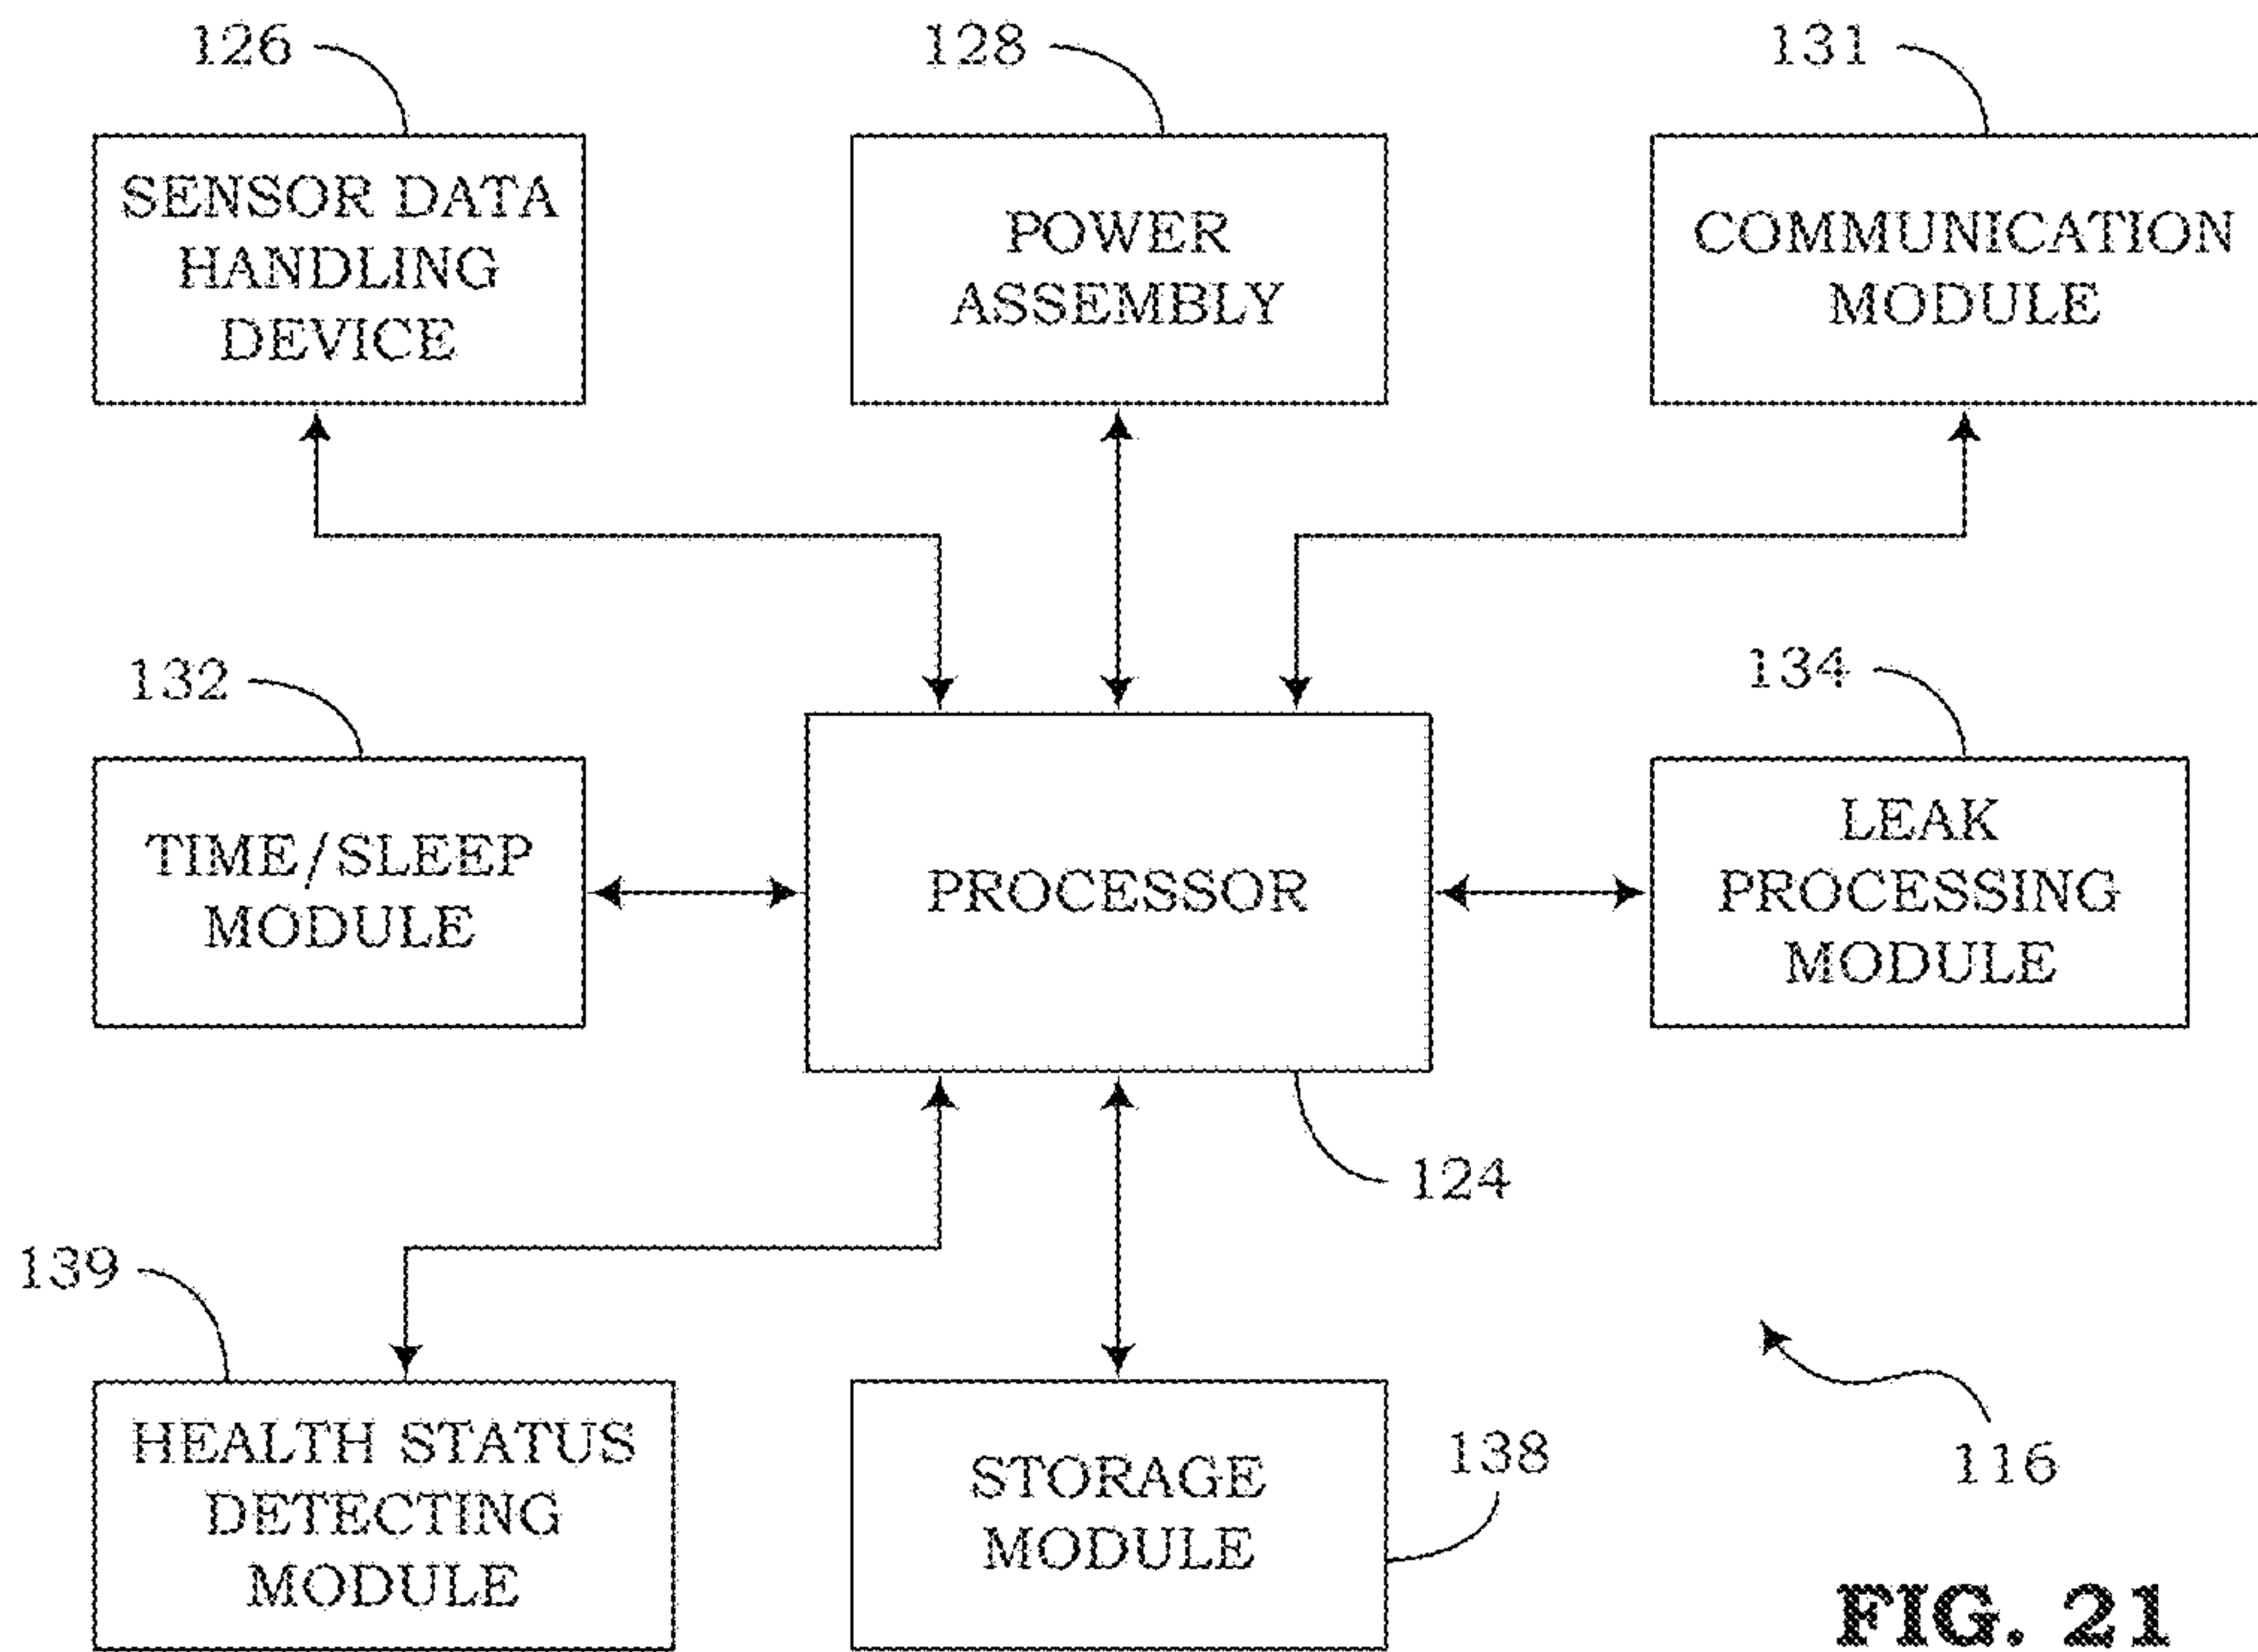 126
128
131
SENSOR DATA
HANDLING
DEVICE
POWER
ASSEMBLY
COMMUNICATION
MODULE
132
134
TIME/SLEEP
MODULE
PROCESSOR
LEAK
PROCESSING
MODULE
124
139
HEALTH STATUS
DETECTING
MODULE
STORAGE
MODULE
138
116
FIG. 21